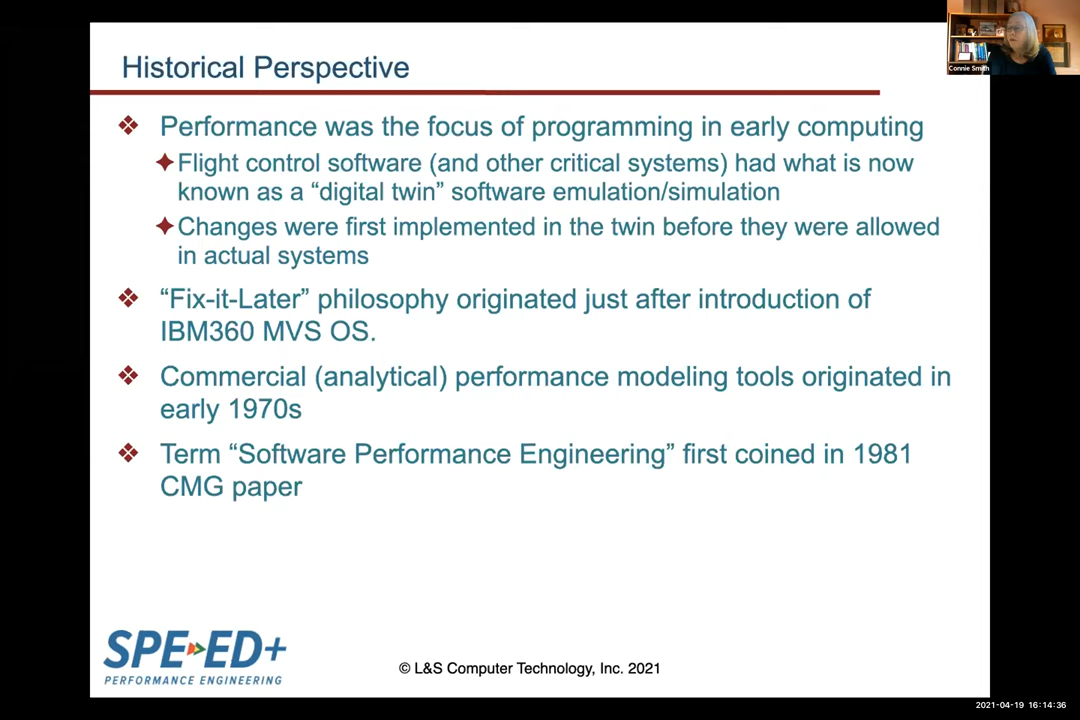 Historical Perspective
Connie Smith
Performance was the focus of programming in early computing
Flight control software (and other critical systems) had what is now
known as a “digital twin” software emulation/simulation
Changes were first implemented in the twin before they were allowed
in actual systems
“Fix-it-Later” philosophy originated just after introduction of
IBM360 MVS OS.
Commercial (analytical) performance modeling tools originated in
early 1970s
Term “Software Performance Engineering” first coined in 1981
CMG paper
SPE-ED+
PERFORMANCE ENGINEERING
© L&S Computer Technology, Inc. 2021
2021-04-19 16:14:36